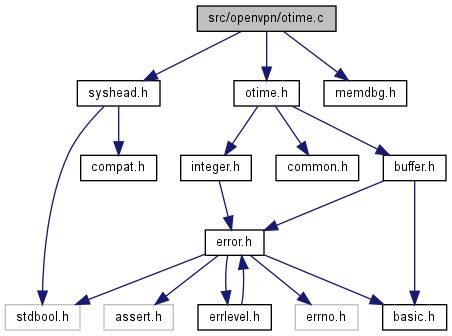 src/openvpn/otime.c
syshead.h
otime.h
memdbg.h
compat.h
integer.h
common.h
buffer.h
error.h
stdbool.h
assert.h
errlevel.h
errno.h
basic.h